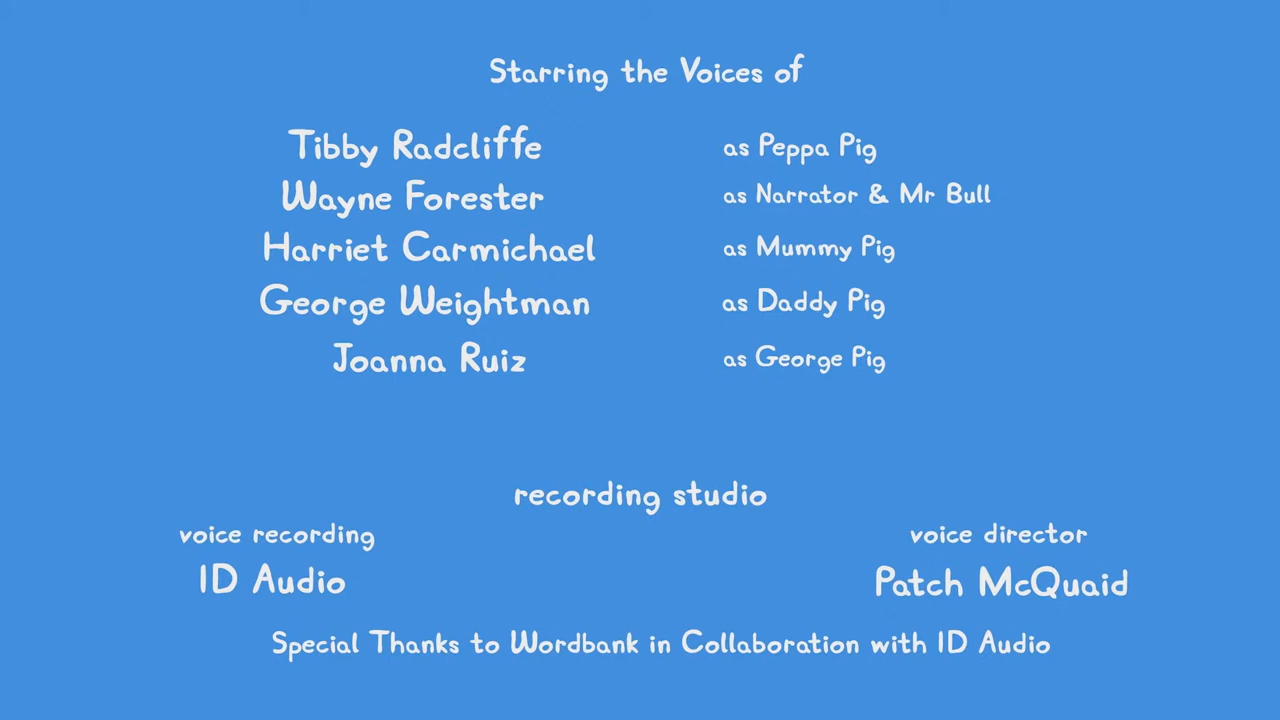 Starring the Voices of
Tibby Radcliffe as Peppa Pig
Wayne Forester as Narrator & Mr Bull
Harriet Carmichael as Mummy Pig
George Weightman as Daddy Pig
Joanna Ruiz as George Pig
recording studio
voice recording voice director
ID Audio Patch McQuaid
Special Thanks to Wordbank in Collaboration with ID Audio